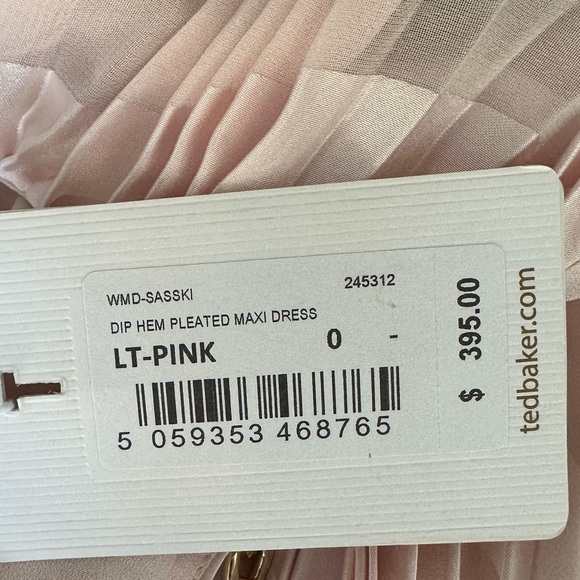 WMD-SASSKI 245312
DIP HEM PLEATED MAXI DRESS
LT-PINK 0 -
5 059353 468765
$ 395.00
tedbaker.com
T